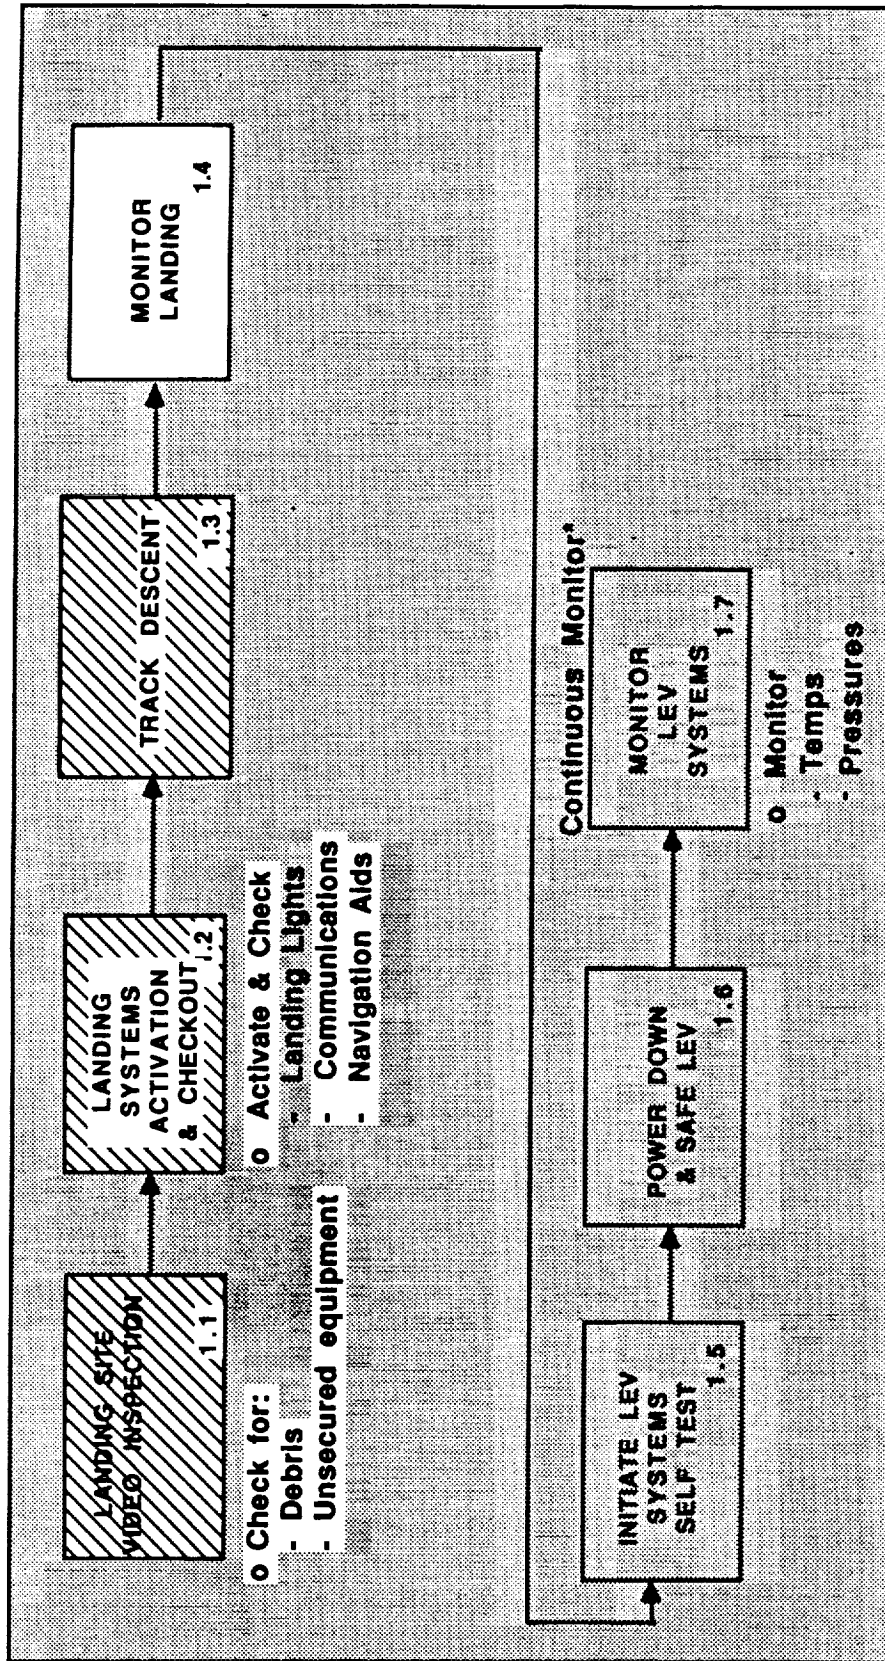 LANDING SITE
VIDEO INSPECTION
1.1
o Check for:
- Debris
- Unsecured equipment
LANDING
SYSTEMS
ACTIVATION
& CHECKOUT
1.2
o Activate & Check
- Landing Lights
- Communications
- Navigation Aids
TRACK DESCENT
1.3
MONITOR
LANDING
1.4
INITIATE LEV
SYSTEMS
SELF TEST
1.5
POWER DOWN
& SAFE LEV
1.6
Continuous Monitor*
MONITOR
LEV
SYSTEMS
1.7
o Monitor
- Temps
- Pressures